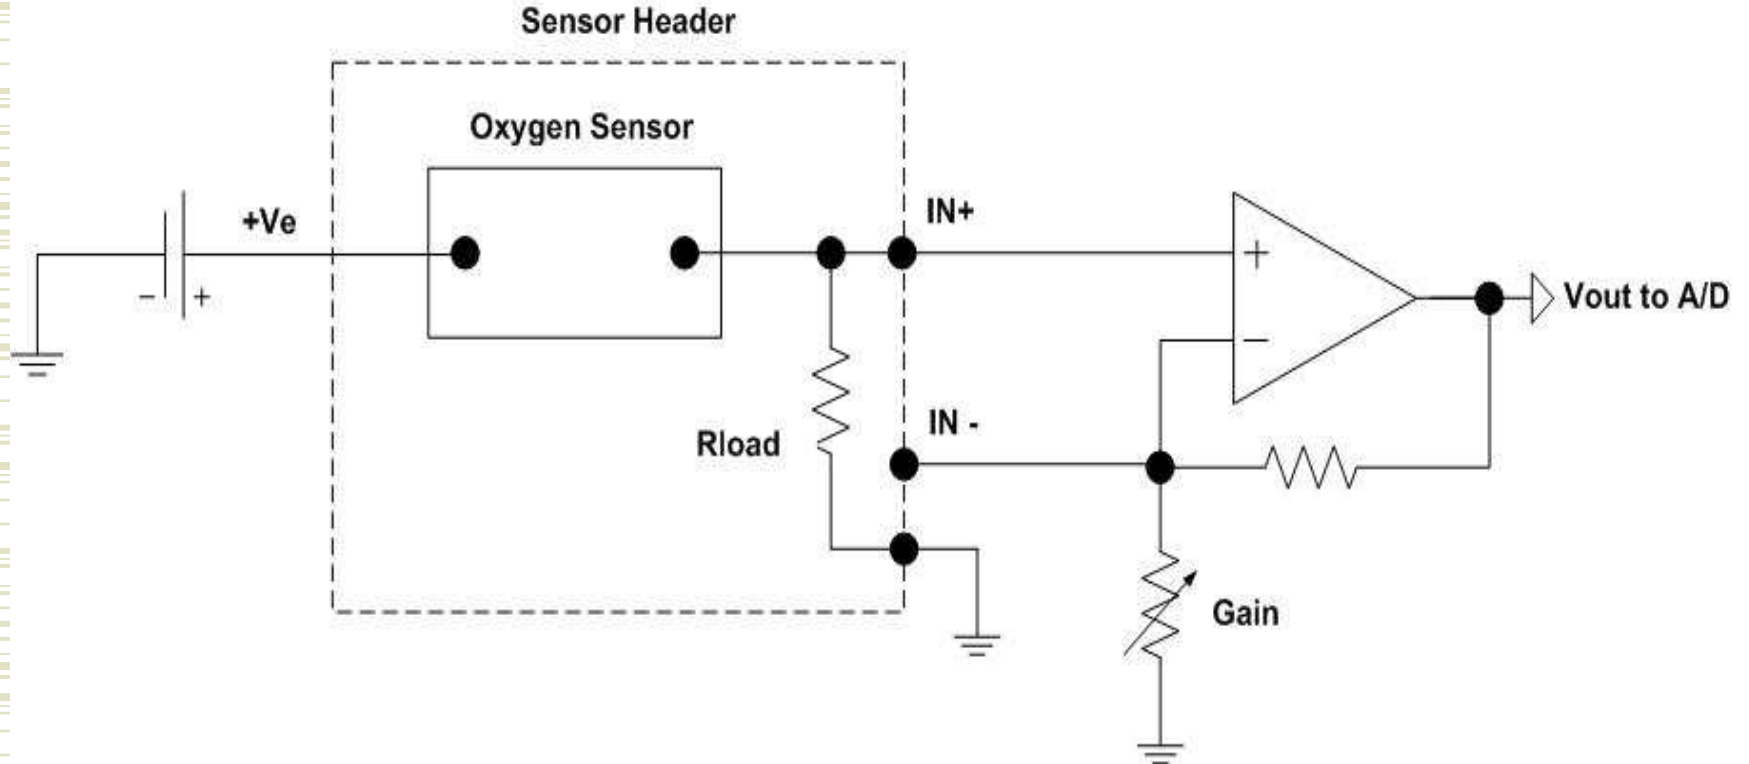 Sensor Header
Oxygen Sensor
+Ve
IN+
- +
+
Vout to A/D
-
IN -
Rload
Gain